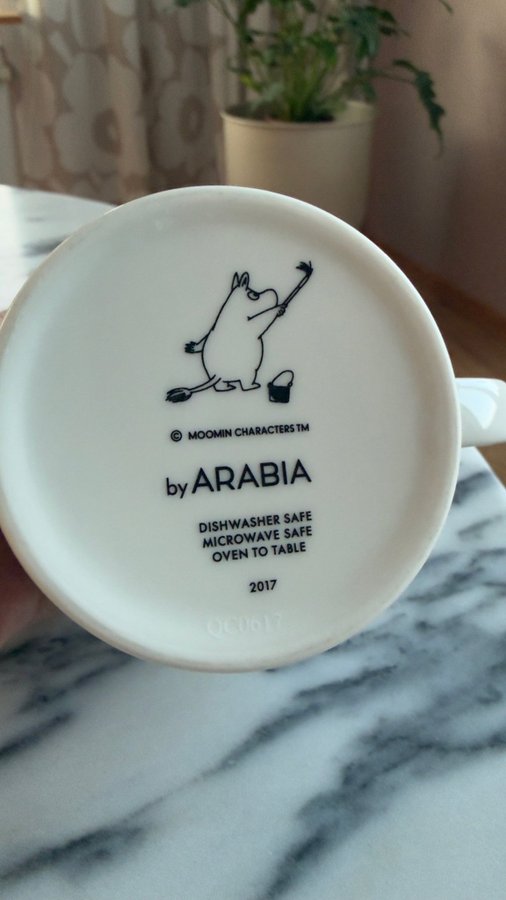 © MOOMIN CHARACTERS TM
by ARABIA
DISHWASHER SAFE
MICROWAVE SAFE
OVEN TO TABLE
2017